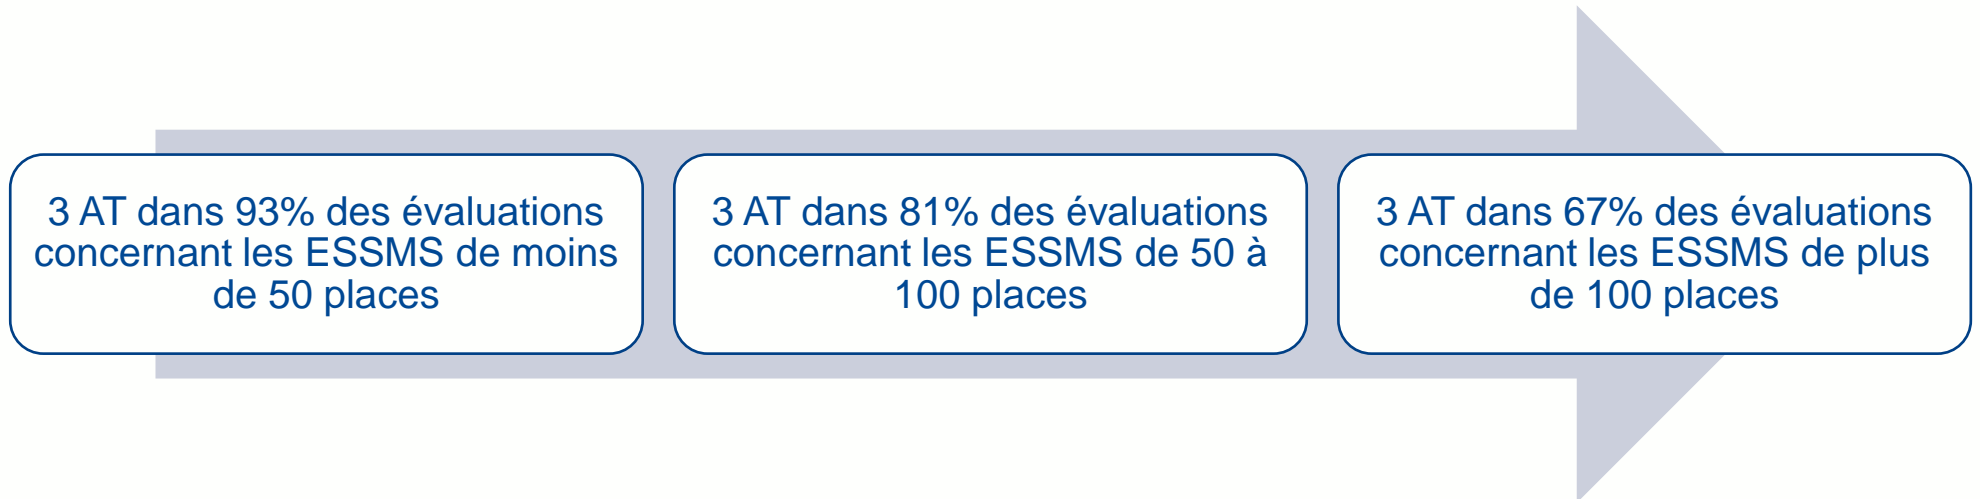 3 AT dans 93% des évaluations
concernant les ESSMS de moins
de 50 places
3 AT dans 81% des évaluations
concernant les ESSMS de 50 à
100 places
3 AT dans 67% des évaluations
concernant les ESSMS de plus
de 100 places